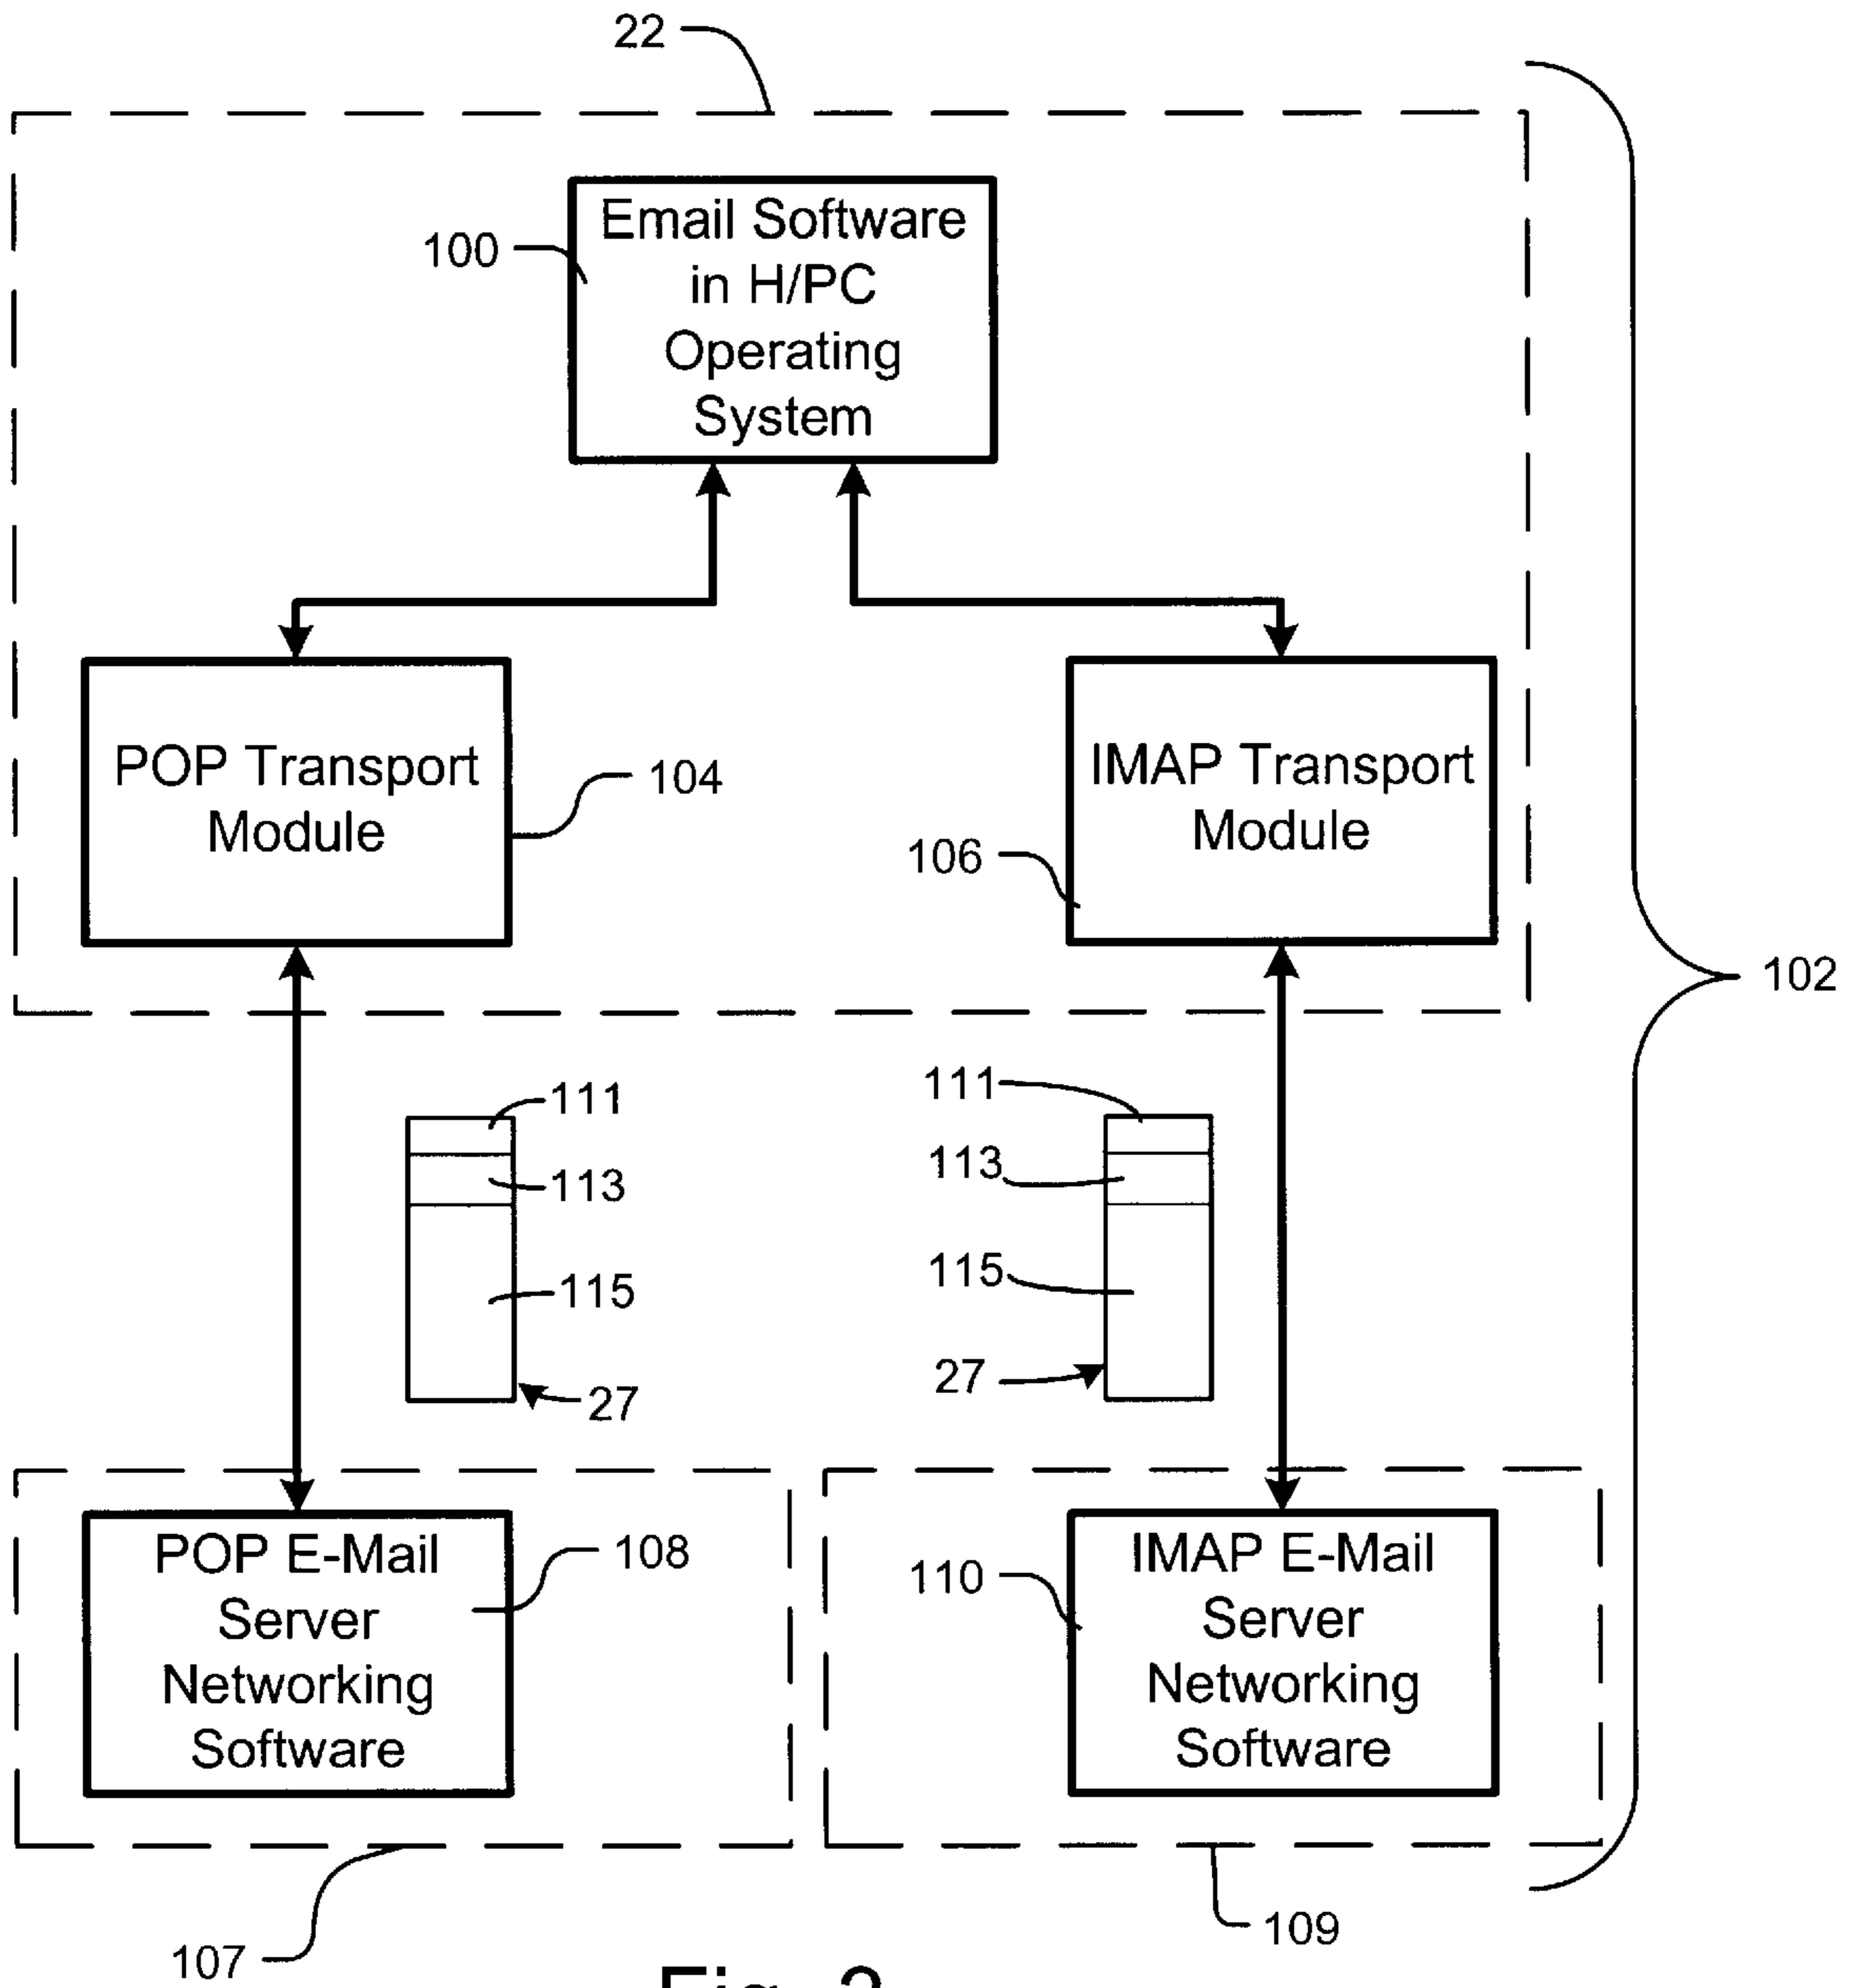 22
100
Email Software
in H/PC
Operating
System
POP Transport
Module
104
IMAP Transport
Module
106
102
111
113
115
27
111
113
115
27
POP E-Mail
Server
Networking
Software
108
IMAP E-Mail
Server
Networking
Software
110
107
109